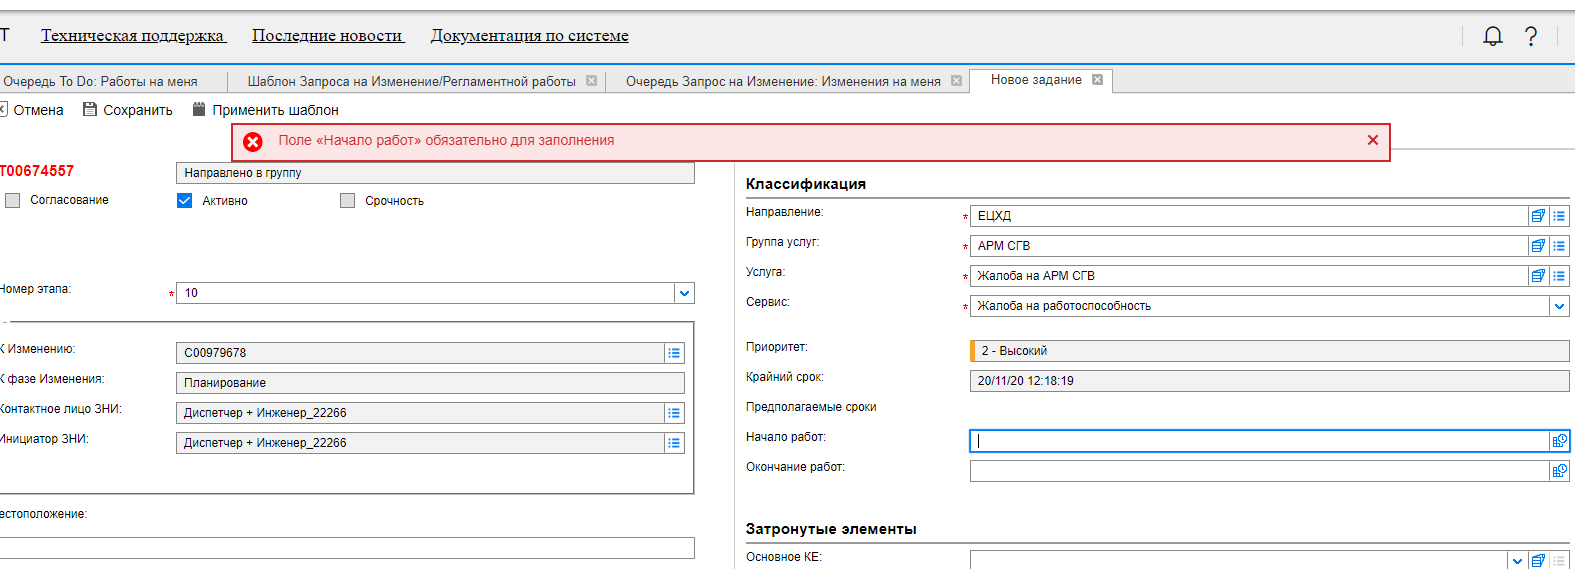 Т Техническая поддержка Последние новости Документация по системе ?
Очередь To Do: Работы на меня Шаблон Запроса на Изменение/Регламентной работы Очередь Запрос на Изменение: Изменения на меня Новое задание
Отмена Сохранить Применить шаблон
Поле «Начало работ» обязательно для заполнения
T00674557 Направлено в группу
Согласование Активно Срочность
Номер этапа: * 10
К Изменению: C00979678
К фазе Изменения: Планирование
Контактное лицо ЗНИ: Диспетчер + Инженер_22266
Инициатор ЗНИ: Диспетчер + Инженер_22266
естоположение:
Классификация
Направление: * ЕЦХД
Группа услуг: * АРМ СГВ
Услуга: * Жалоба на АРМ СГВ
Сервис: * Жалоба на работоспособность
Приоритет: 2 - Высокий
Крайний срок: 20/11/20 12:18:19
Предполагаемые сроки
Начало работ:
Окончание работ:
Затронутые элементы
Основное КЕ: